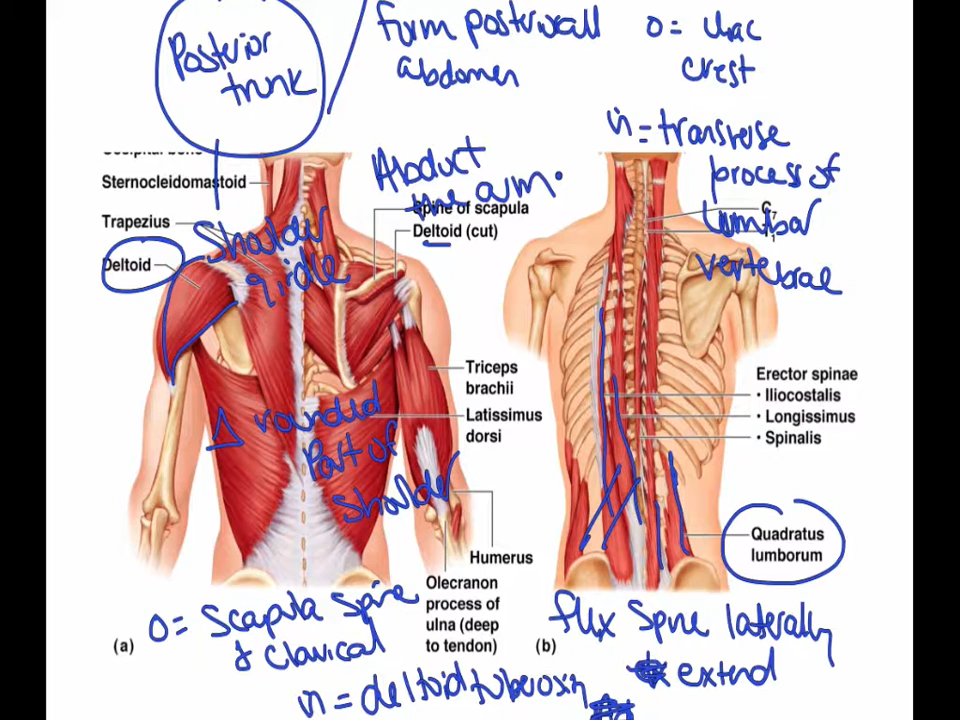 Posterior
trunk
form posteriwall
abdomen
O = iliac
crest
in = transverse
process of
lumbar
vertebrae
Abduct
the arm.
Sternocleidomastoid
Trapezius
Deltoid
Shoulder
girdle
Spine of scapula
Deltoid (cut)
Triceps
brachii
Latissimus
dorsi
Δ rounded
Part of
shoulder
Humerus
Olecranon
process of
ulna (deep
to tendon)
(a)
O = Scapula Spine
& Clavical
in = deltoid tuberosity
C7
T1
Erector spinae
• Iliocostalis
• Longissimus
• Spinalis
Quadratus
lumborum
(b)
flex Spine laterally
extend